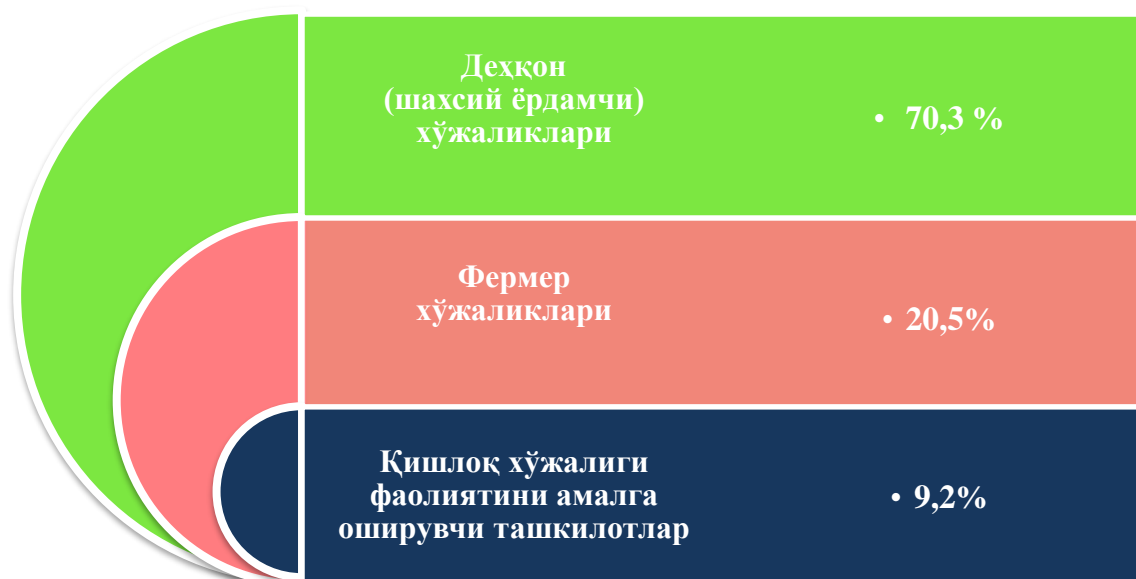 Деҳқон
(шахсий ёрдамчи)
хўжаликлари
• 70,3 %
Фермер
хўжаликлари
• 20,5%
Қишлоқ хўжалиги
фаолиятини амалга
оширувчи ташкилотлар
• 9,2%